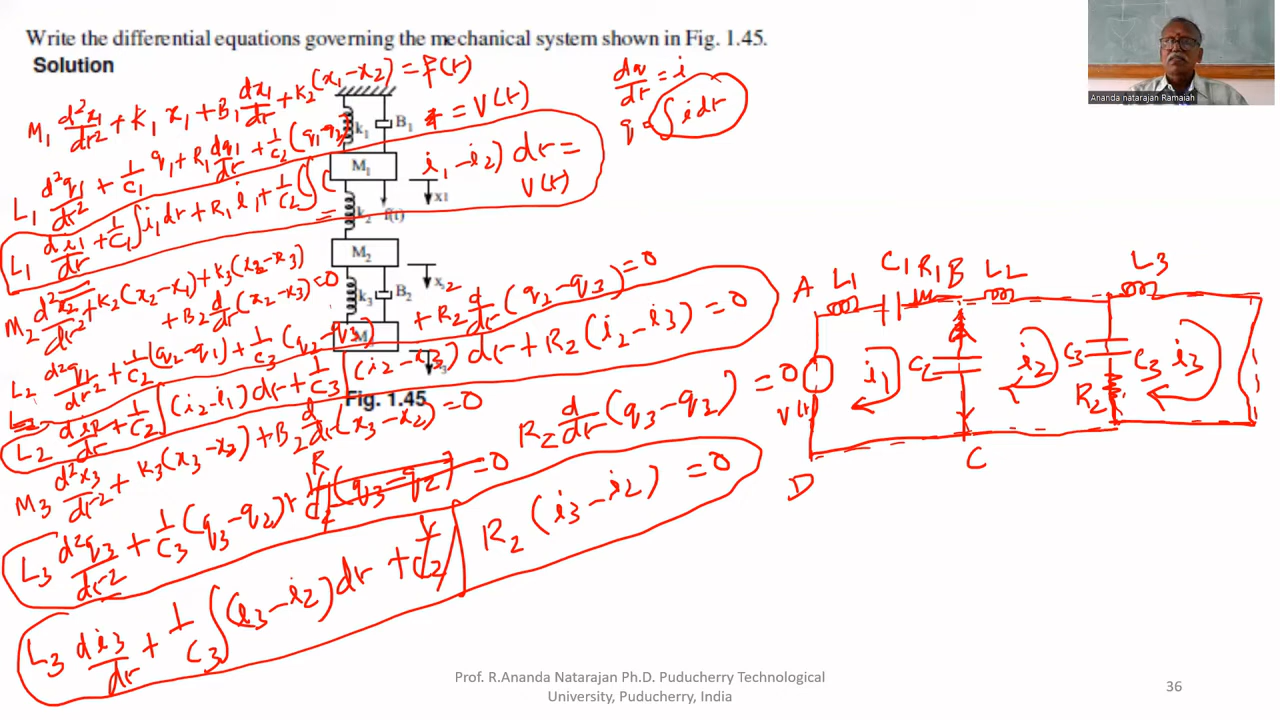 Write the differential equations governing the mechanical system shown in Fig. 1.45.
Solution
M₁ d²x₁/dt² + K₁ x₁ + B₁ dx₁/dt + K₂ (x₁ - x₂) = f(t)
L₁ d²q₁/dt² + 1/C₁ q₁ + R₁ dq₁/dt + 1/C₂ (q₁ - q₂) = V(t)
L₁ di₁/dt + 1/C₁ ∫ i₁ dt + R₁ i₁ + 1/C₂ ∫ (i₁ - i₂) dt = V(t)
dq/dt = i
q = ∫ i dt
M₂ d²x₂/dt² + K₂ (x₂ - x₁) + K₃ (x₂ - x₃)
+ B₂ d/dt (x₂ - x₃) = 0
L₂ d²q₂/dt² + 1/C₂ (q₂ - q₁) + 1/C₃ (q₂ - q₃) + R₂ d/dt (q₂ - q₃) = 0
L₂ di₂/dt + 1/C₂ ∫ (i₂ - i₁) dt + 1/C₃ ∫ (i₂ - i₃) dt + R₂ (i₂ - i₃) = 0
M₃ d²x₃/dt² + K₃ (x₃ - x₂) + B₂ d/dt (x₃ - x₂) = 0
L₃ d²q₃/dt² + 1/C₃ (q₃ - q₂) + R₂ d/dt (q₃ - q₂) = 0
L₃ di₃/dt + 1/C₃ ∫ (i₃ - i₂) dt + R₂ (i₃ - i₂) = 0
k₁
B₁
M₁
x1
k₂
f(t)
M₂
x₂
k₃
B₂
M
Fig. 1.45
A L₁ C₁ R₁ B L₂ L₃
i₁ C₂ i₂ C₃ C₃ i₃
V(t) R₂
D C
Ananda natarajan Ramaiah
Prof. R.Ananda Natarajan Ph.D. Puducherry Technological
University, Puducherry, India
36